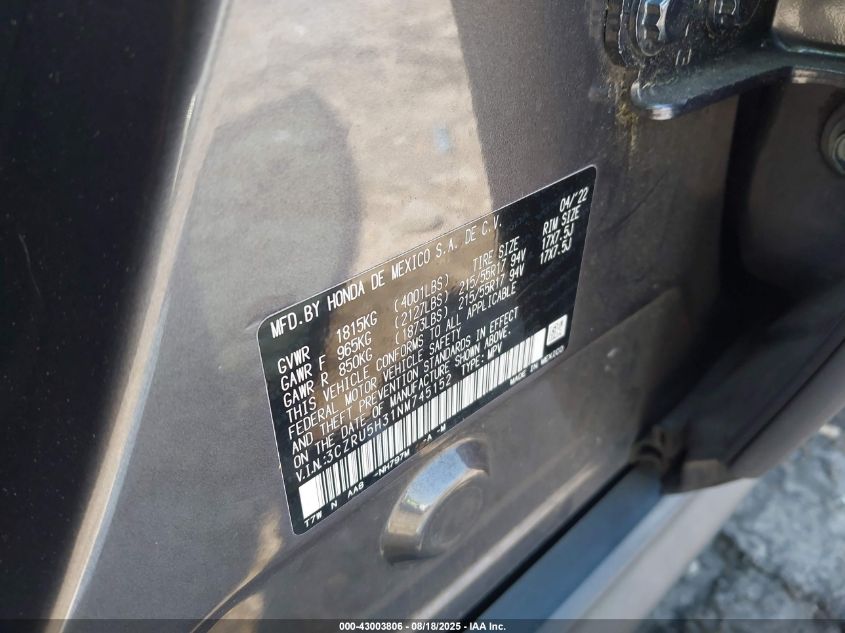 MFD.BY HONDA DE MEXICO S.A. DE C.V. 04/'22
TIRE SIZE RIM SIZE
GVWR 1815KG (4001LBS)
GAWR F 965KG (2127LBS) 215/55R17 94V 17X7.5J
GAWR R 850KG (1873LBS) 215/55R17 94V 17X7.5J
THIS VEHICLE CONFORMS TO ALL APPLICABLE
FEDERAL MOTOR VEHICLE SAFETY,
AND THEFT PREVENTION STANDARDS IN EFFECT
ON THE DATE OF MANUFACTURE SHOWN ABOVE.
V.I.N.:3CZRU5H31NM745152 TYPE: MPV
T7W N AAB -NH797M -A -M MADE IN MEXICO
000-43003806 - 08/18/2025 - IAA Inc.